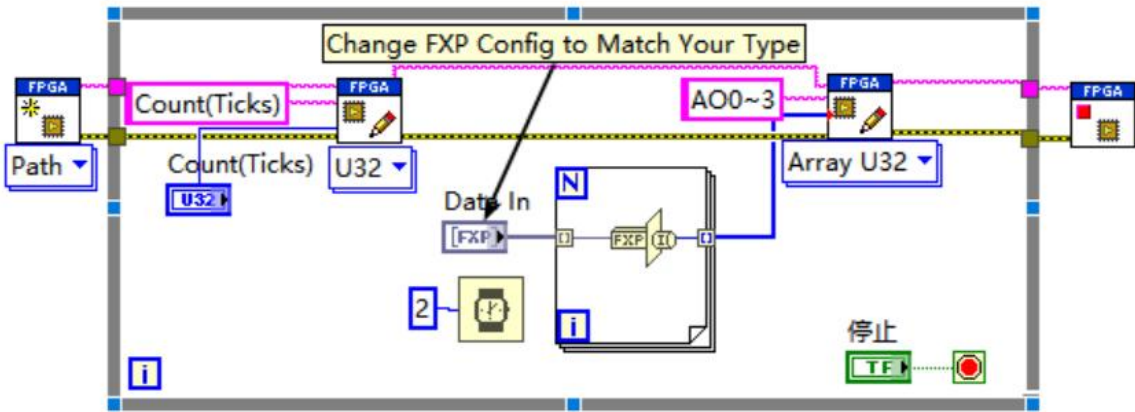 Change FXP Config to Match Your Type
FPGA
FPGA
FPGA
FPGA
Count(Ticks)
AO0~3
Path
Count(Ticks)
U32
Array U32
U32
Data In
N
[FXP]
FXP
2
i
停止
TF
i